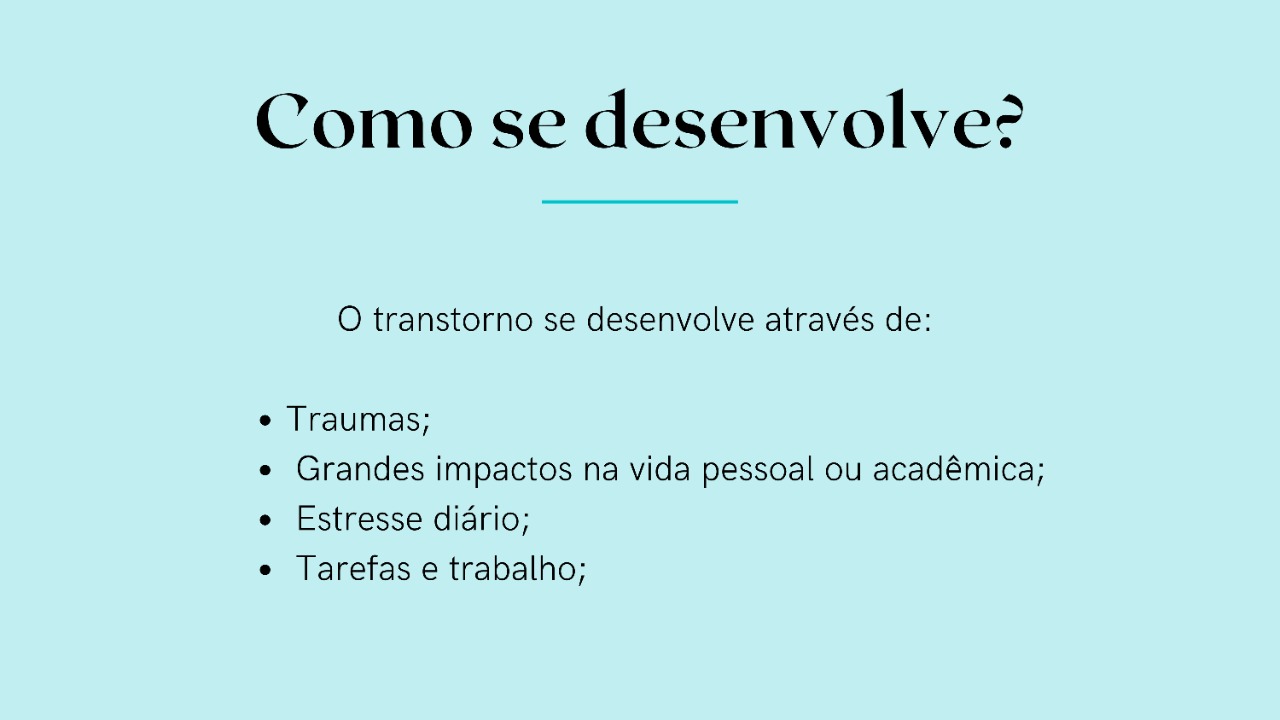 Como se desenvolve?
O transtorno se desenvolve através de:
• Traumas;
• Grandes impactos na vida pessoal ou acadêmica;
• Estresse diário;
• Tarefas e trabalho;